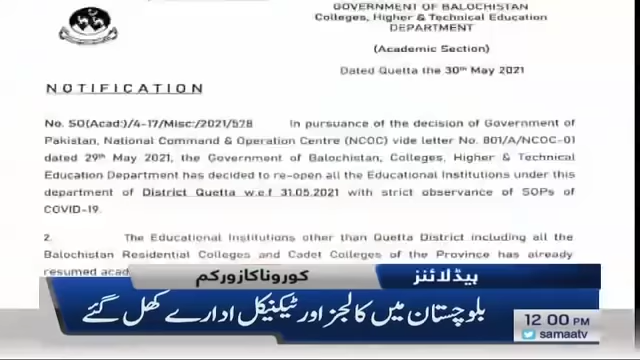 GOVERNMENT OF BALOCHISTAN
Colleges, Higher & Technical Education
DEPARTMENT
(Academic Section)
Dated Quetta the 30th May 2021
NOTIFICATION
No. SO(Acad:)/4-17/Misc:/2021/578 In pursuance of the decision of Government of
Pakistan, National Command & Operation Centre (NCOC) vide letter No. 801/A/NCOC-01
dated 29th May 2021, the Government of Balochistan, Colleges, Higher & Technical
Education Department has decided to re-open all the Educational Institutions under this
department of District Quetta w.e.f 31.05.2021 with strict observance of SOPs of
COVID-19.
2. The Educational Institutions other than Quetta District including all the
Balochistan Residential Colleges and Cadet Colleges of the Province has already
resumed acad
ہیڈلائنز
کورونا کا زور کم
بلوچستان میں کالجز اور ٹیکنیکل ادارے کھل گئے
12:00 PM
samaatv